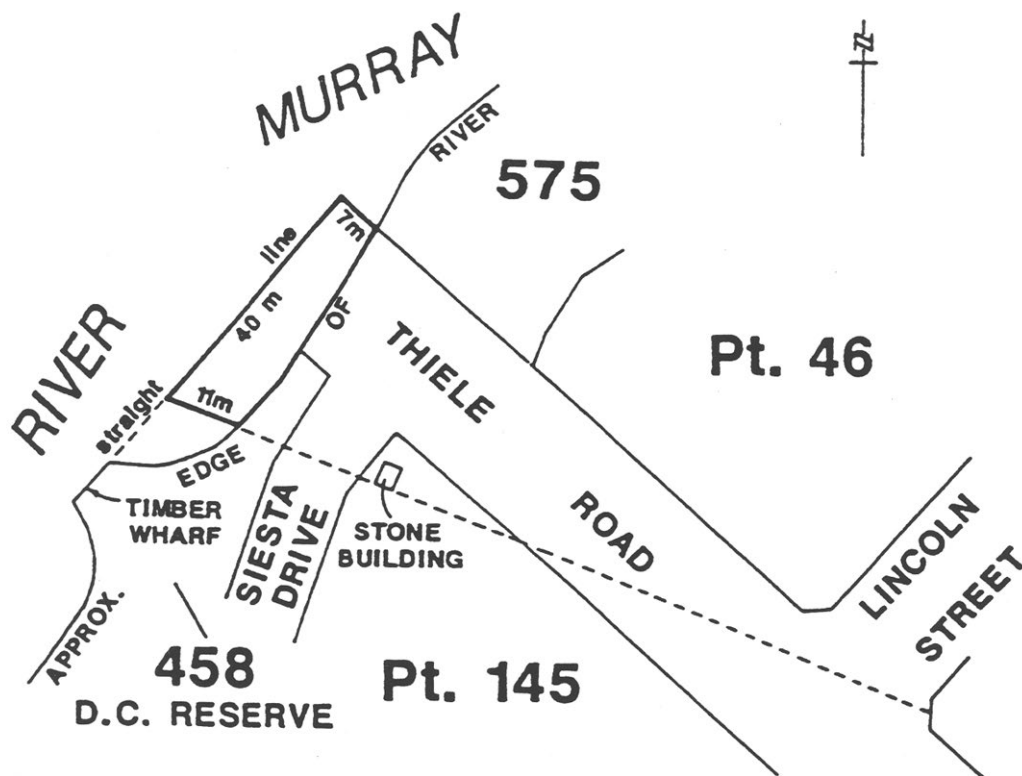 MURRAY
RIVER
N
RIVER
575
7m
line
40 m
OF
THIELE
Pt. 46
straight
11m
EDGE
TIMBER
WHARF
SIESTA
DRIVE
STONE
BUILDING
ROAD
LINCOLN
STREET
APPROX.
458
D.C. RESERVE
Pt. 145